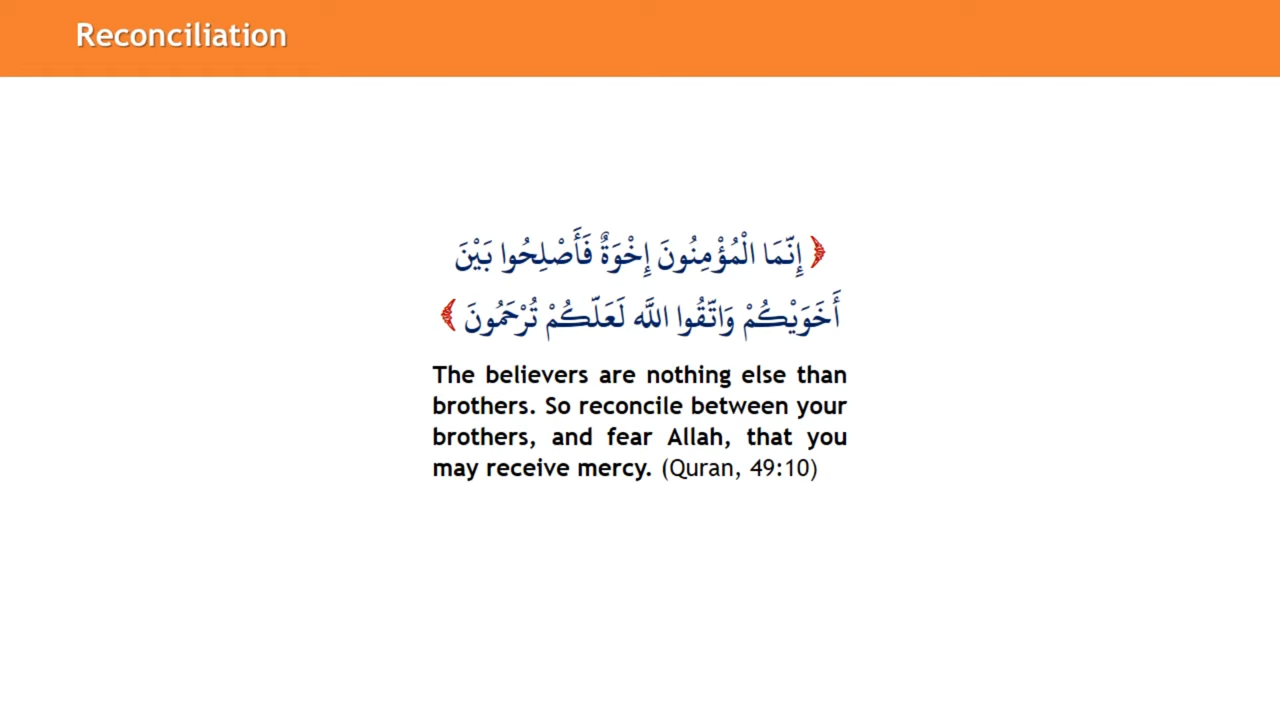 Reconciliation
﴿ إِنَّمَا الْمُؤْمِنُونَ إِخْوَةٌ فَأَصْلِحُوا بَيْنَ
أَخَوَيْكُمْ وَاتَّقُوا اللَّه لَعَلَّكُمْ تُرْحَمُونَ ﴾
The believers are nothing else than
brothers. So reconcile between your
brothers, and fear Allah, that you
may receive mercy. (Quran, 49:10)